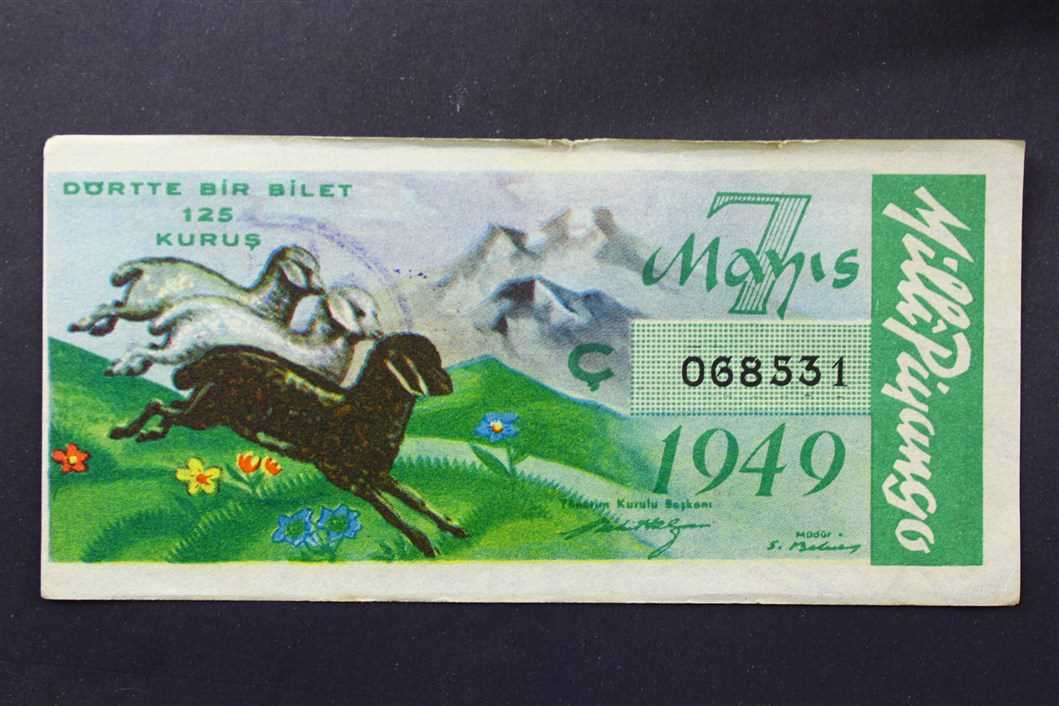 DÖRTTE BİR BİLET
125
KURUŞ
7
Mayıs
Ç 068531
1949
Yönetim Kurulu Başkanı
Müdür
Milli Piyango